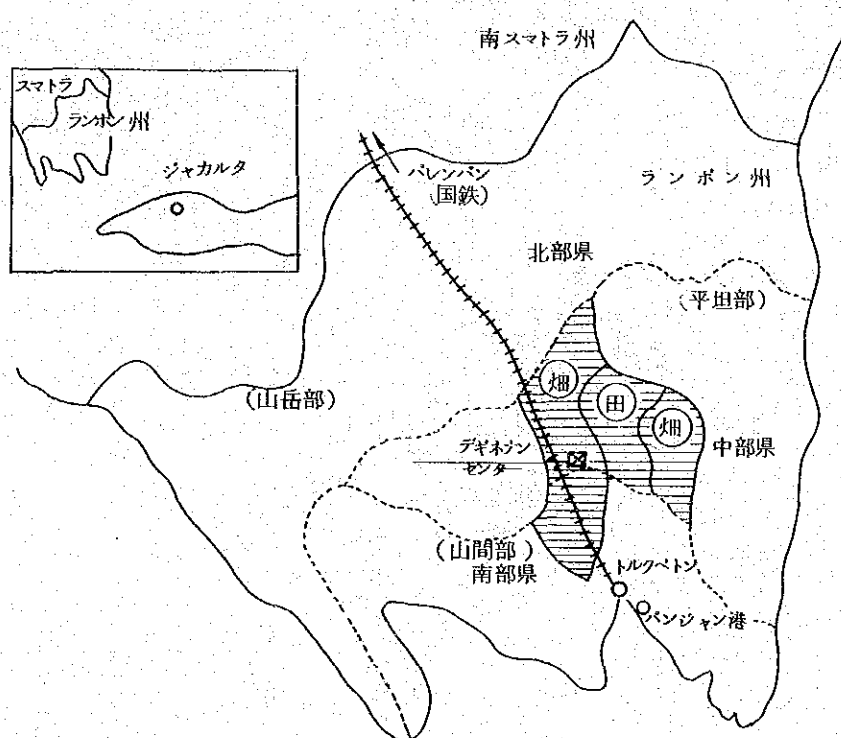 南スマトラ州
スマトラ
ランポン州
ジャカルタ
パレンバン
(国鉄)
ランポン州
北部県
(平坦部)
畑
田
畑
(山岳部)
デギネナン
センタ
中部県
(山間部)
南部県
トルクベトン
パンジャン港